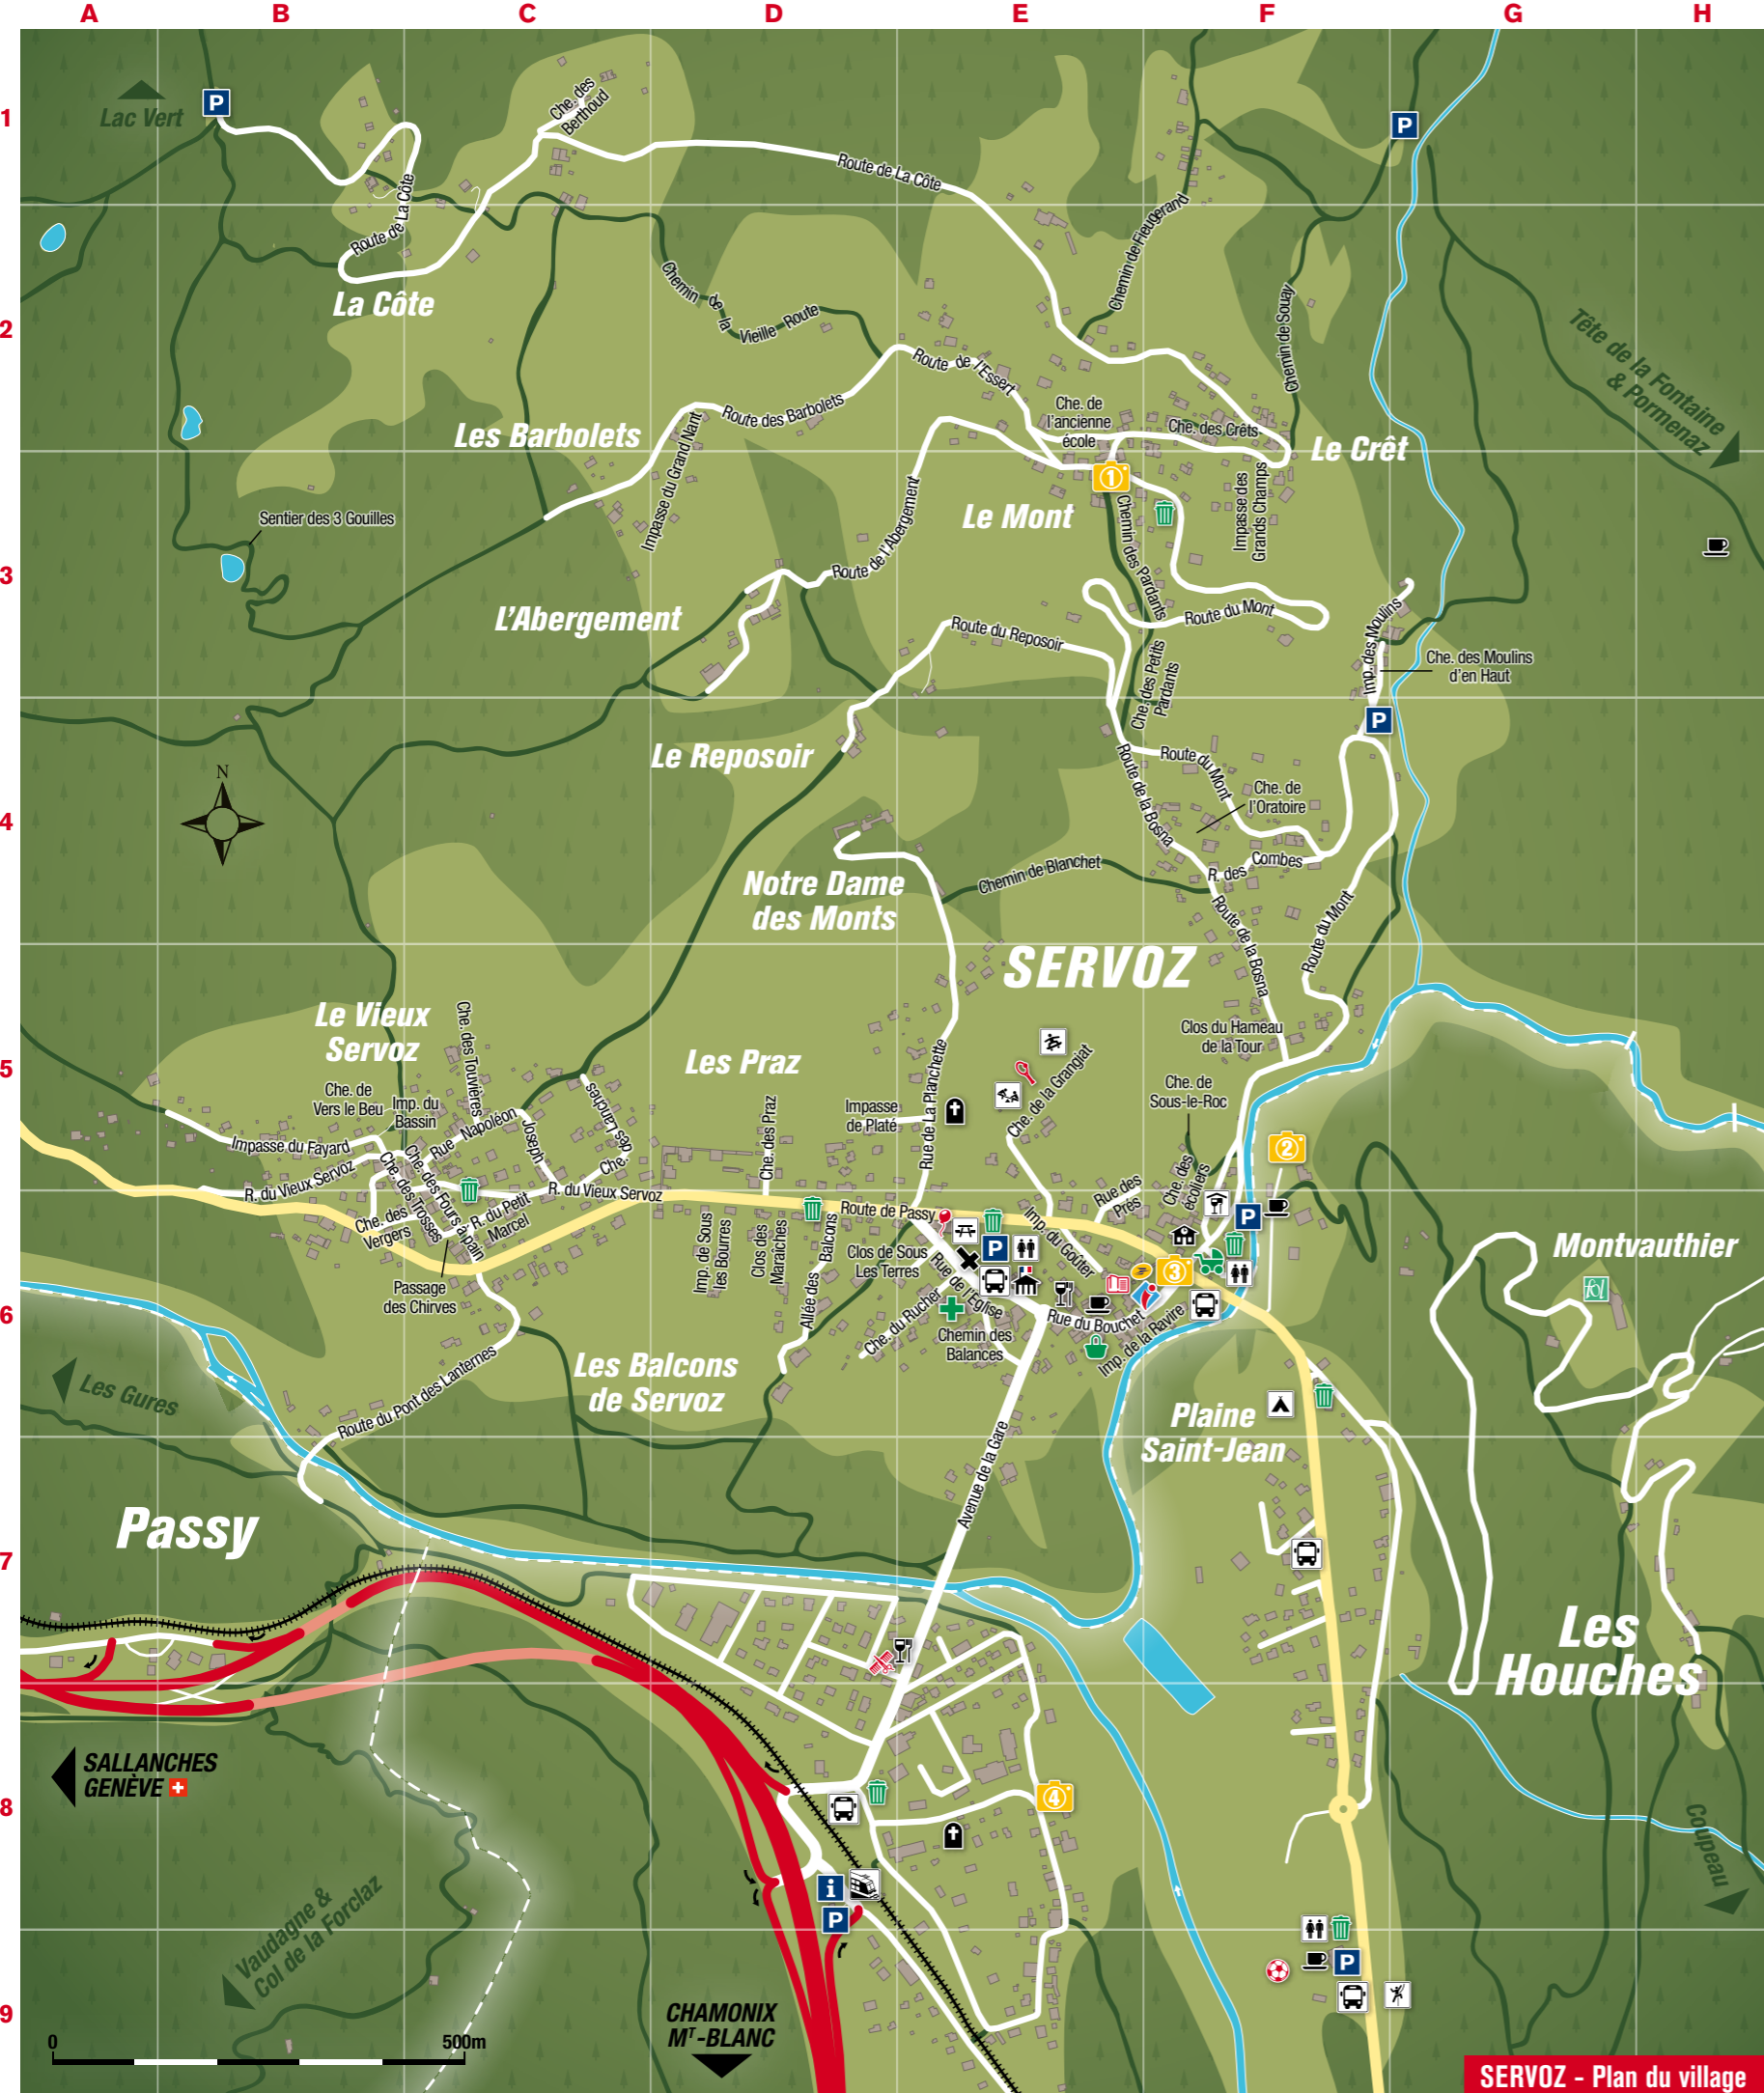 A B C D E F G H
1
2
3
4
5
6
7
8
9
Lac Vert
P
Che. des
Berthoud
Route de La Côte
P
Route de La Côte
La Côte
Chemin de la Vieille Route
Chemin de Fieugerand
Chemin de Souay
Tête de la Fontaine
& Pormenaz
Route de l'Essert
Route des Barbolets
Les Barbolets
Impasse du Grand Nant
Che. de
l'ancienne
école
Che. des Crêts
Le Crêt
1
Le Mont
Impasse des
Grands Champs
Chemin des Pardants
Sentier des 3 Gouilles
Route de l'Abergement
L'Abergement
Route du Mont
Route du Reposoir
Imp. des Moulins
Che. des Moulins
d'en Haut
Che. des Petits
Pardants
P
Le Reposoir
N
Route du Mont
Route de la Bosna
Che. de
l'Oratoire
R. des Combes
Notre Dame
des Monts
Chemin de Blanchet
Route de la Bosna
Route du Mont
SERVOZ
Le Vieux
Servoz
Che. des Touvières
Les Praz
Clos du Hameau
de la Tour
Che. de
Vers le Beu
Imp. du
Bassin
Che. des Lanches
Impasse
de Platé
Rue de La Planchette
Che. de la Grangiat
Che. de
Sous-le-Roc
2
Impasse du Fayard
Rue Joseph Napoléon
Che. des Praz
Che. des
écoliers
R. du Vieux Servoz
R. du Vieux Servoz
Che. des Fours à pain
Che. des Trosses
Che. des
Vergers
R. du Petit
Marcel
Passage
des Chirves
Imp. de Sous
les Bourres
Clos des
Maraîches
Allée des Balcons
Route de Passy
Clos de Sous
Les Terres
Rue de l'Église
P
Imp. du Goûter
Rue des
Prés
P
3
Che. du Rucher
Chemin des
Balances
Rue du Bouchet
Imp. de la Ravire
Montvauthier
fol
Les Gures
Route du Pont des Lanternes
Les Balcons
de Servoz
Plaine
Saint-Jean
Avenue de la Gare
Passy
Les
Houches
SALLANCHES
GENÈVE
4
Coupeau
i
P
Vaudagne &
Col de la Forclaz
P
CHAMONIX
MT-BLANC
0 500m
SERVOZ - Plan du village